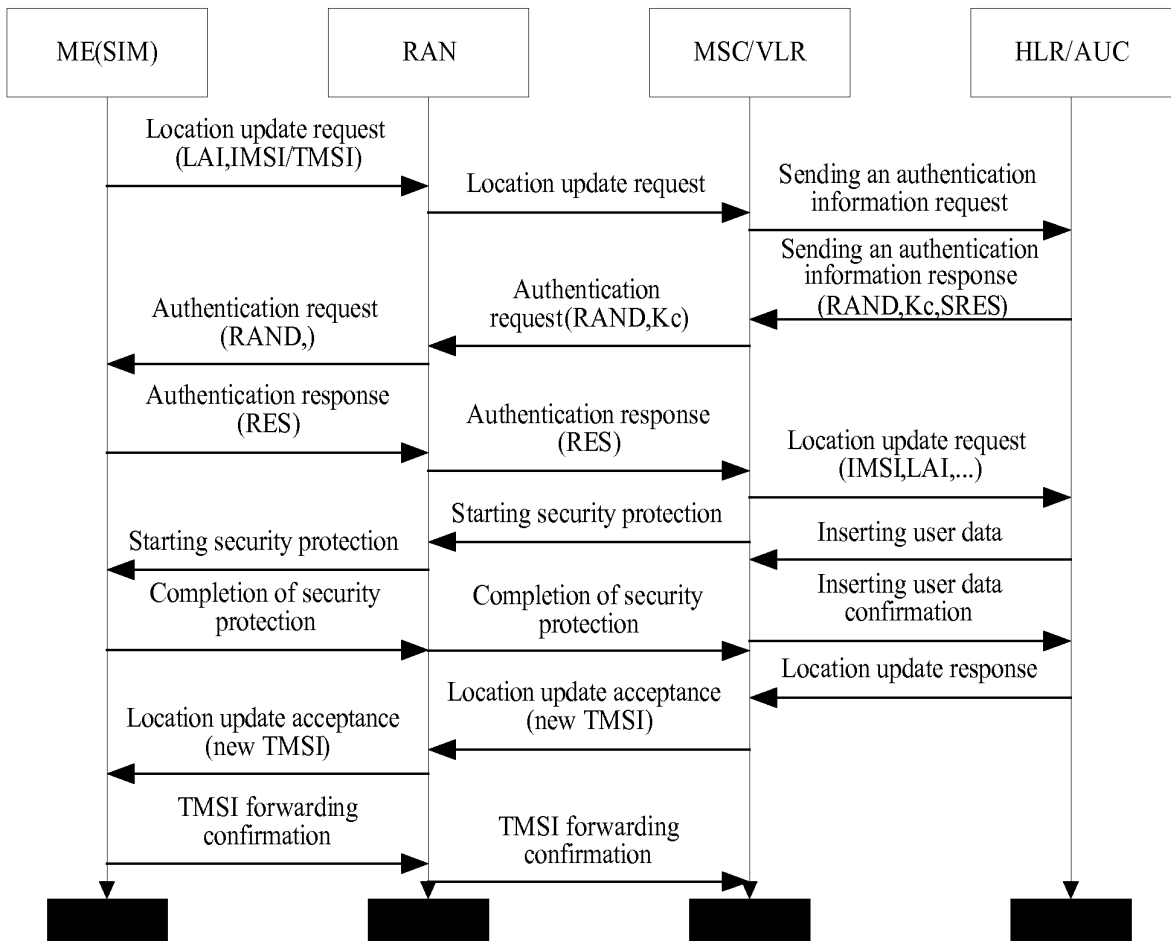 ME(SIM)
RAN
MSC/VLR
HLR/AUC
Location update request
(LAI,IMSI/TMSI)
Location update request
Sending an authentication
information request
Sending an authentication
information response
(RAND,Kc,SRES)
Authentication
request(RAND,Kc)
Authentication request
(RAND,)
Authentication response
(RES)
Authentication response
(RES)
Location update request
(IMSI,LAI,...)
Starting security protection
Inserting user data
Starting security protection
Completion of security
protection
Completion of security
protection
Inserting user data
confirmation
Location update response
Location update acceptance
(new TMSI)
Location update acceptance
(new TMSI)
TMSI forwarding
confirmation
TMSI forwarding
confirmation